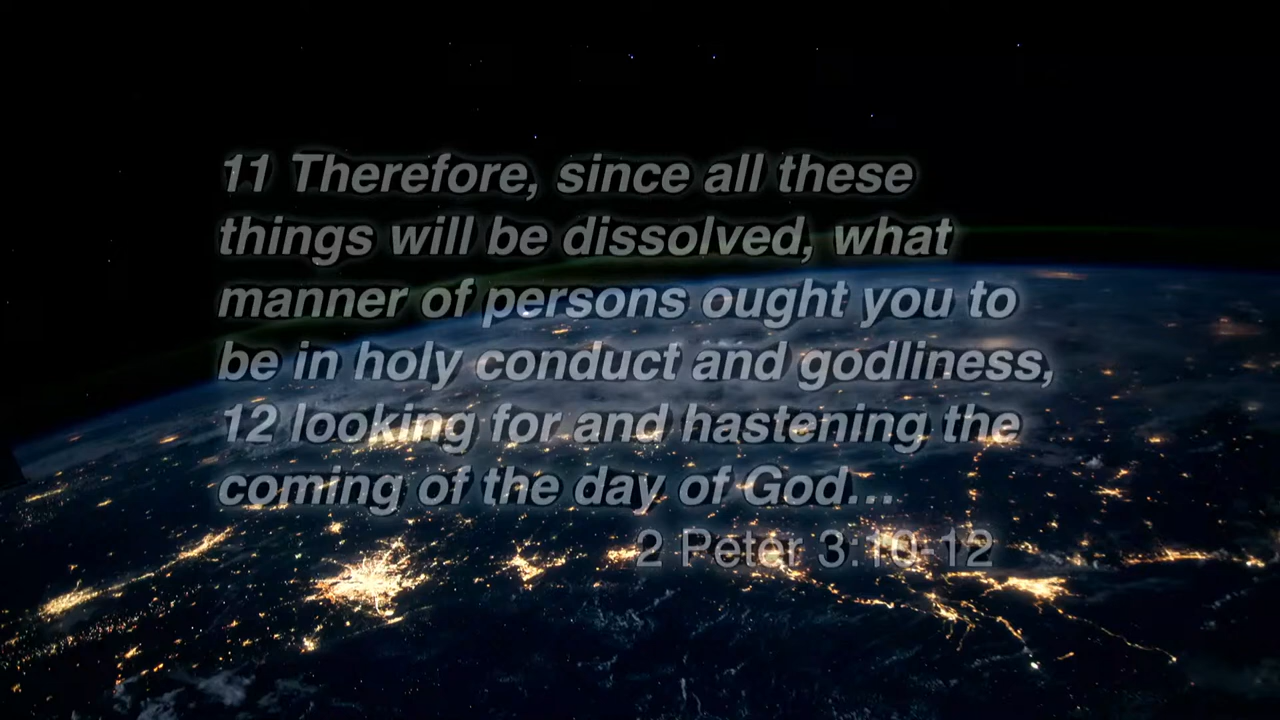 11 Therefore, since all these
things will be dissolved, what
manner of persons ought you to
be in holy conduct and godliness,
12 looking for and hastening the
coming of the day of God...
2 Peter 3:10-12